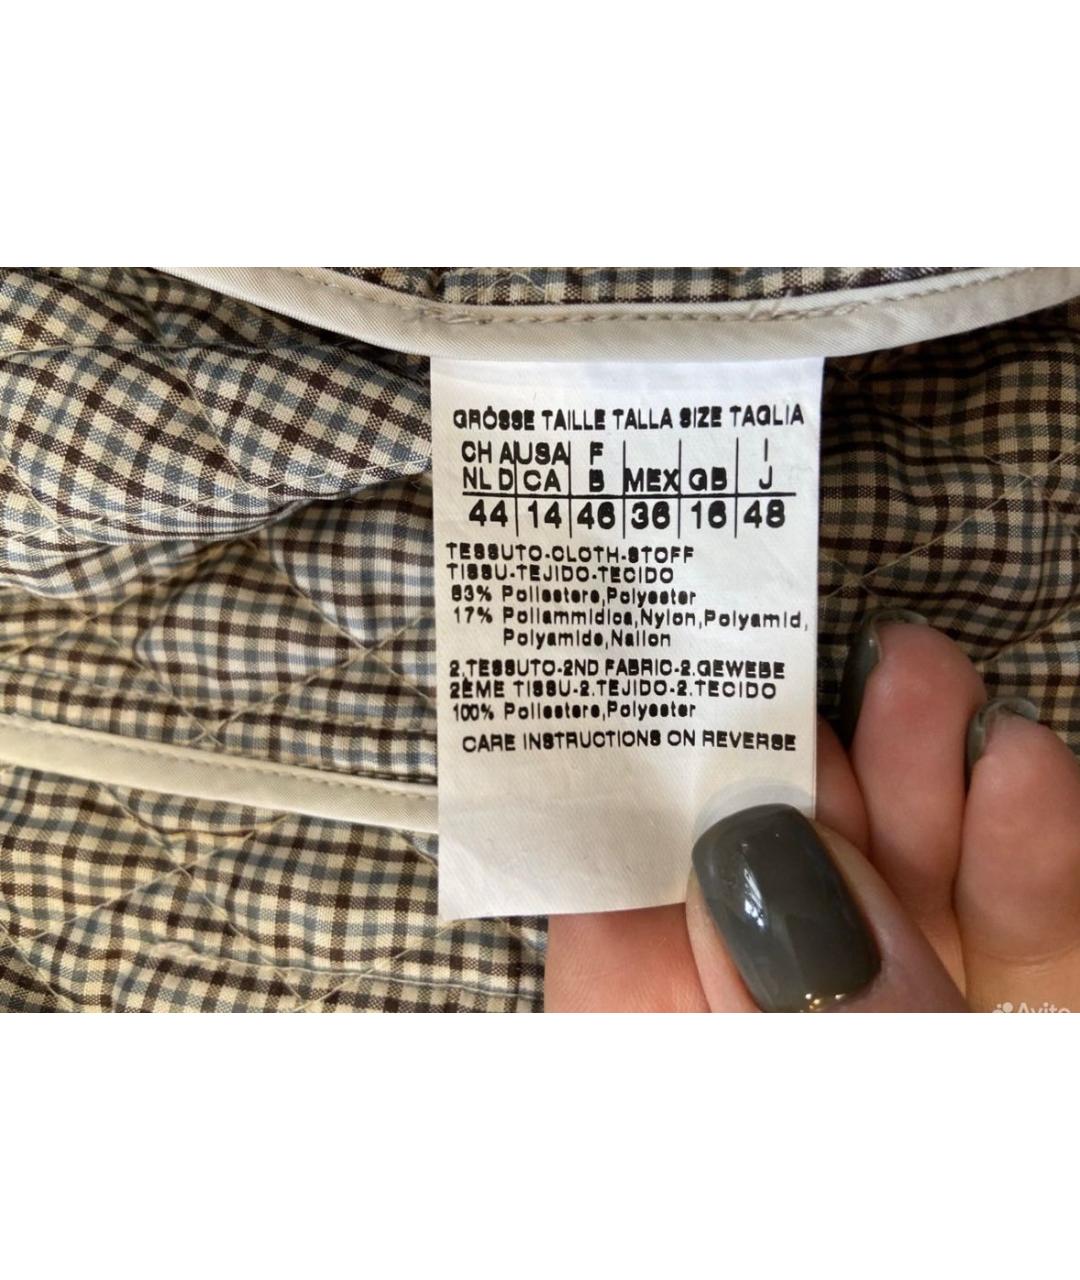 GRÖSSE TAILLE TALLA SIZE TAGLIA
CH A USA F I
NL D CA B MEX GB J
44 14 46 36 16 48
TESSUTO-CLOTH-STOFF
TISSU-TEJIDO-TECIDO
83% Poliestere,Polyester
17% Poliammidica,Nylon,Polyamid,
Polyamide,Nailon
2.TESSUTO-2ND FABRIC-2.GEWEBE
2ÈME TISSU-2.TEJIDO-2.TECIDO
100% Poliestere,Polyester
CARE INSTRUCTIONS ON REVERSE
Avito